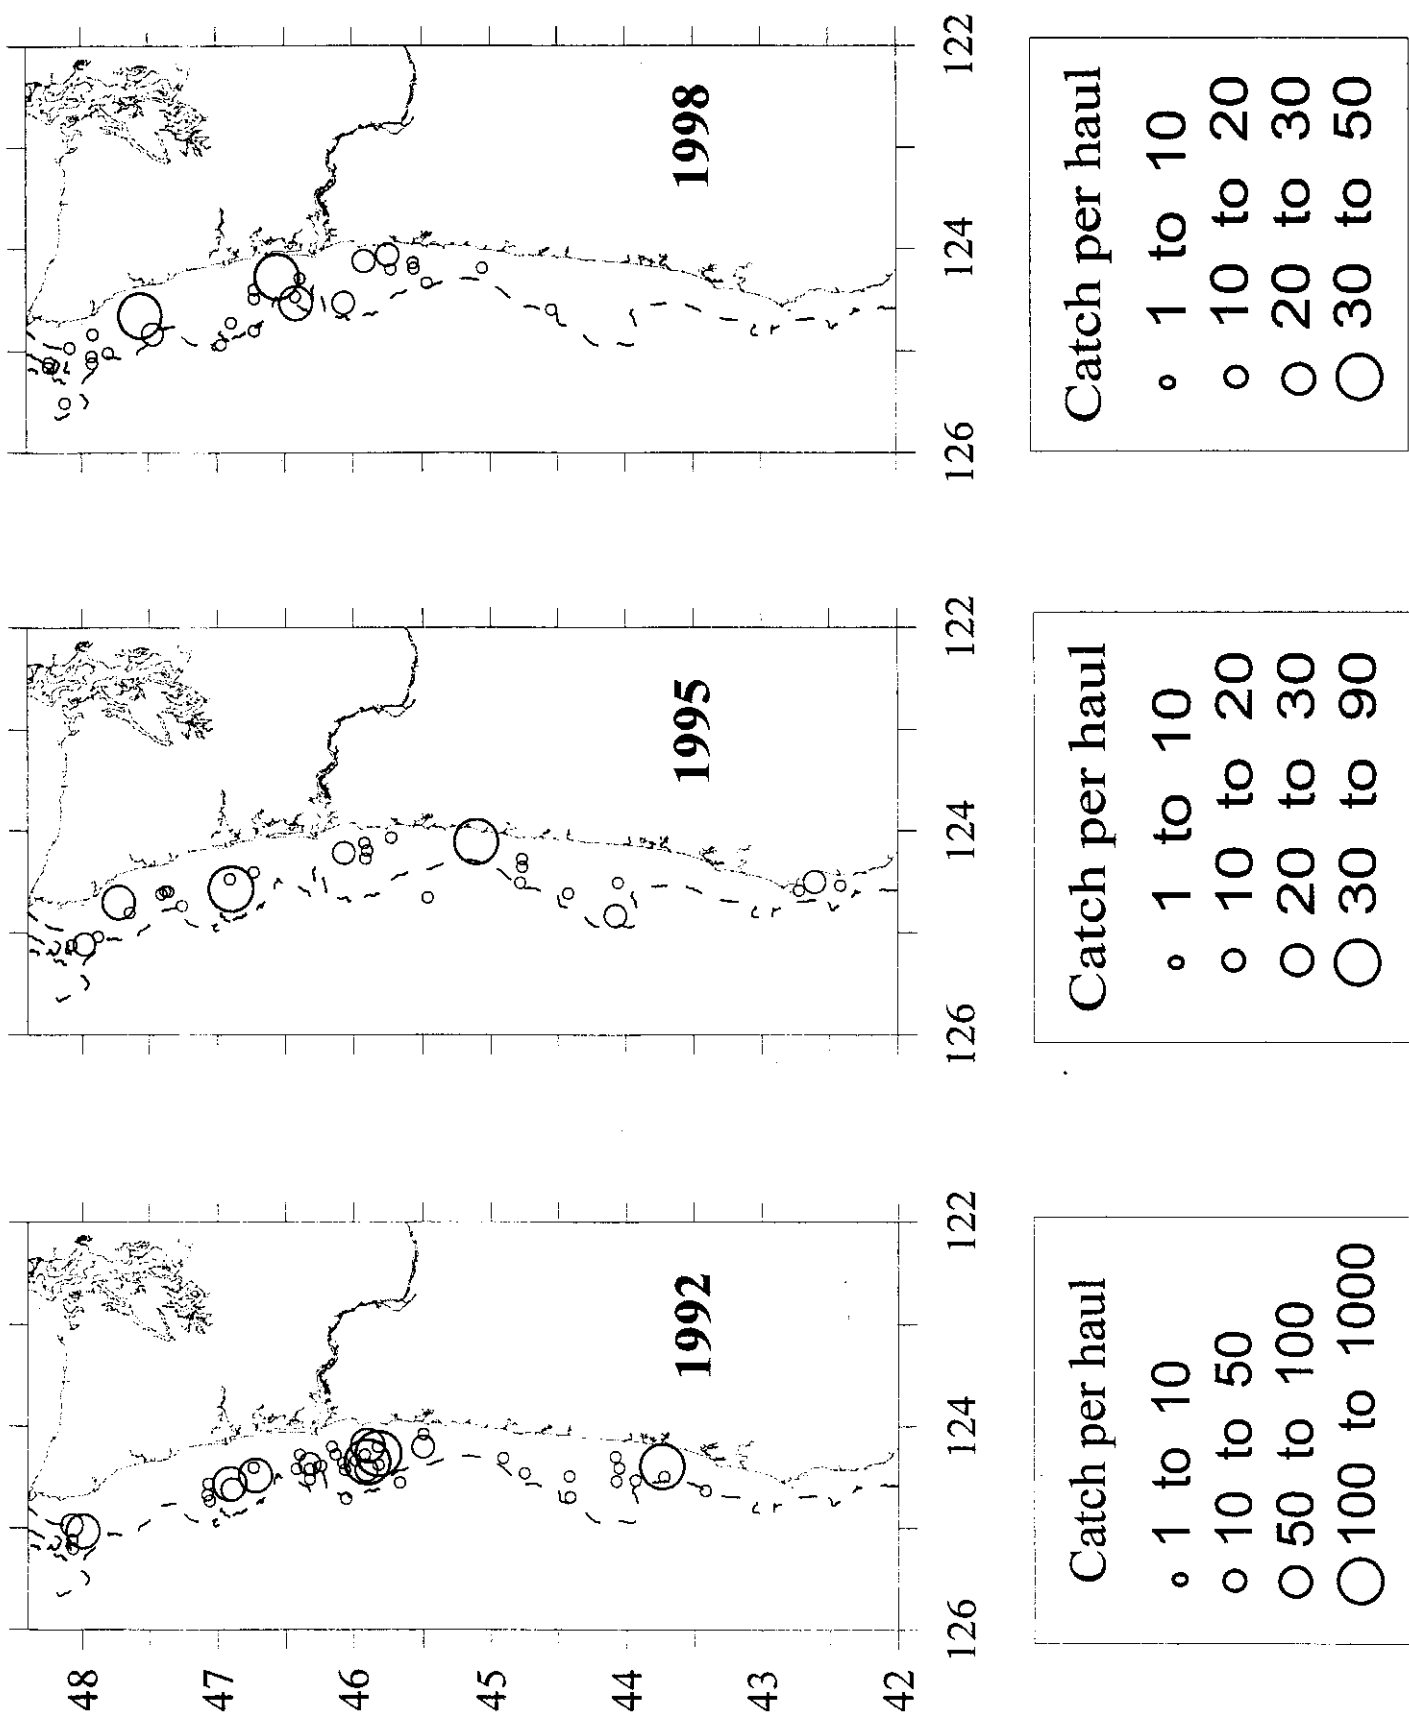 48
47
46
45
44
43
42
1992
126
124
122
1995
126
124
122
1998
126
124
122
Catch per haul
1 to 10
10 to 50
50 to 100
100 to 1000
Catch per haul
1 to 10
10 to 20
20 to 30
30 to 90
Catch per haul
1 to 10
10 to 20
20 to 30
30 to 50